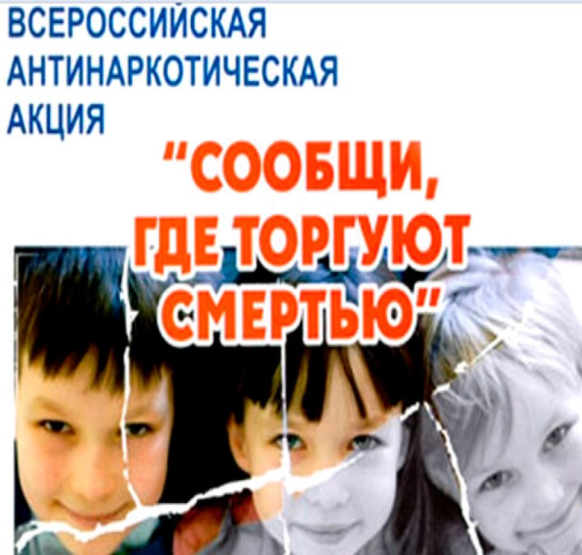 ВСЕРОССИЙСКАЯ
АНТИНАРКОТИЧЕСКАЯ
АКЦИЯ
“СООБЩИ,
ГДЕ ТОРГУЮТ
СМЕРТЬЮ”